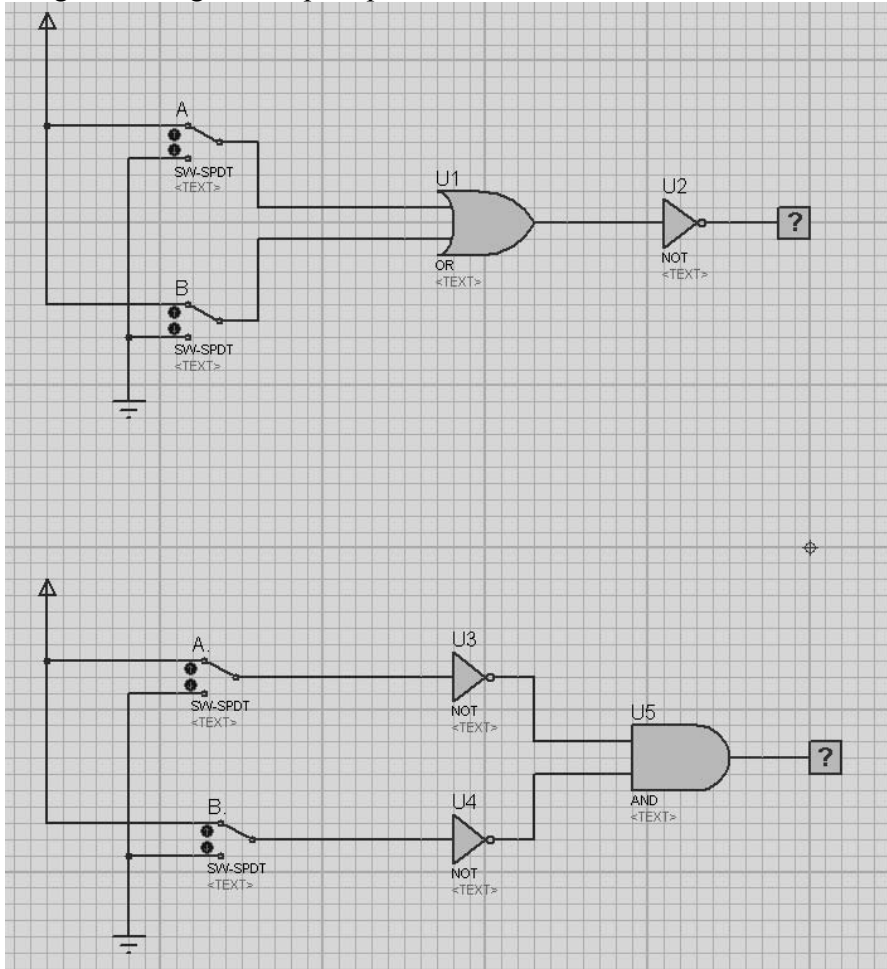 A
SW-SPDT
<TEXT>
U1
OR
<TEXT>
U2
NOT
<TEXT>
?
B
SW-SPDT
<TEXT>
A.
SW-SPDT
<TEXT>
U3
NOT
<TEXT>
U5
AND
<TEXT>
?
B.
SW-SPDT
<TEXT>
U4
NOT
<TEXT>